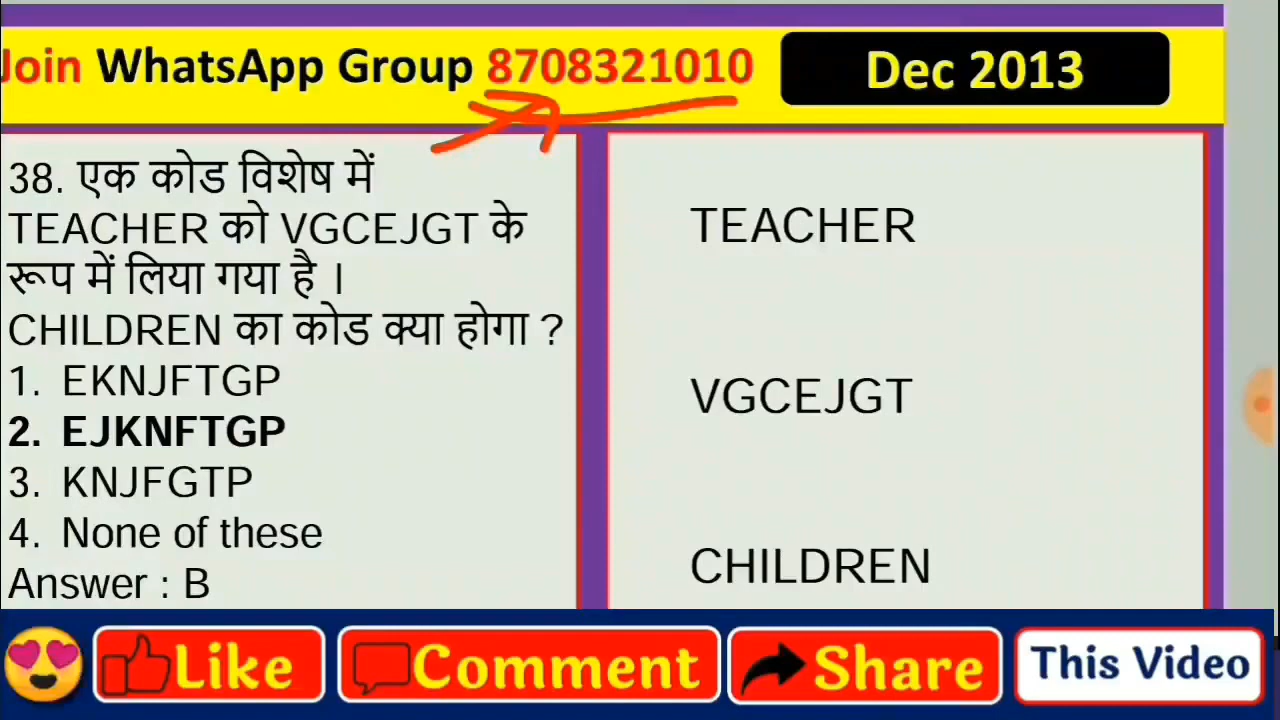 Join WhatsApp Group 8708321010
Dec 2013
38. एक कोड विशेष में
TEACHER को VGCEJGT के
रूप में लिया गया है ।
CHILDREN का कोड क्या होगा ?
1. EKNJFTGP
2. EJKNFTGP
3. KNJFGTP
4. None of these
Answer : B
TEACHER
VGCEJGT
CHILDREN
Like
Comment
Share
This Video